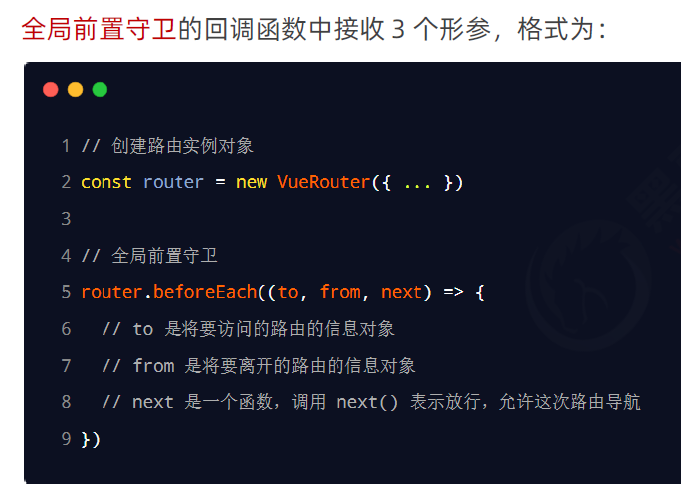 全局前置守卫的回调函数中接收 3 个形参，格式为：
1 // 创建路由实例对象
2 const router = new VueRouter({ ... })
3
4 // 全局前置守卫
5 router.beforeEach((to, from, next) => {
6   // to 是将要访问的路由的信息对象
7   // from 是将要离开的路由的信息对象
8   // next 是一个函数，调用 next() 表示放行，允许这次路由导航
9 })